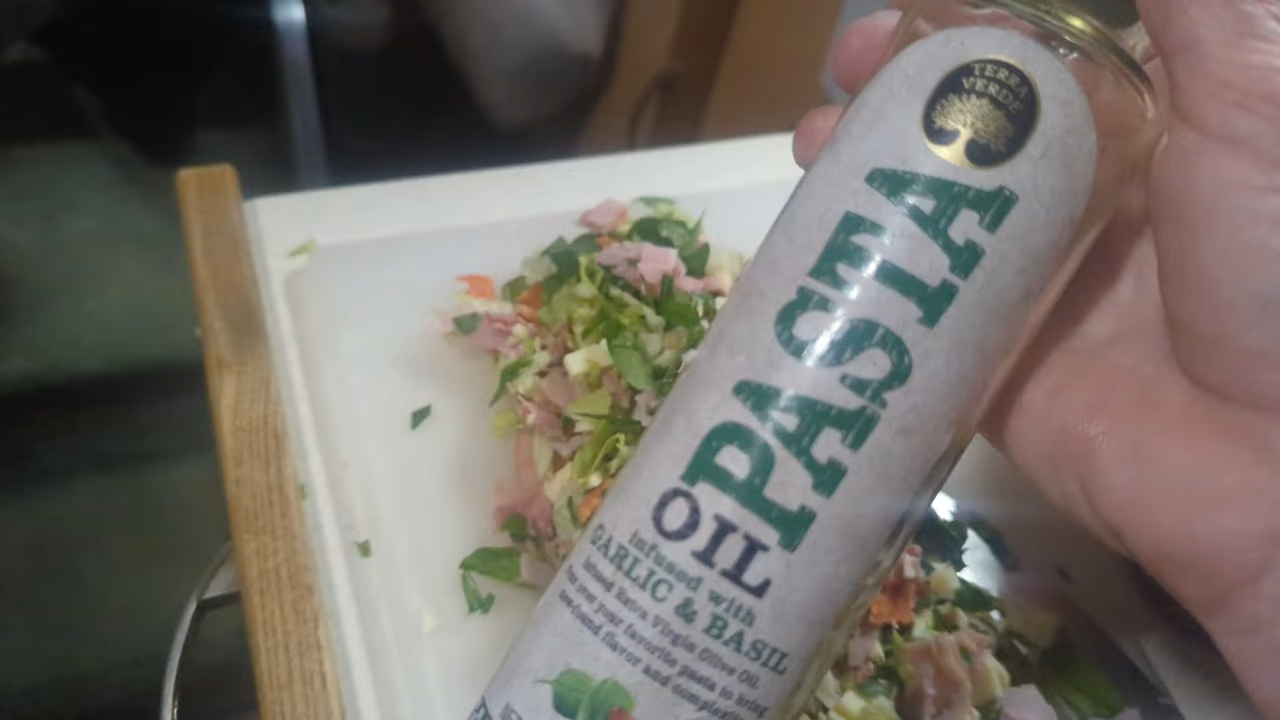 TERRA
VERDE
PASTA
OIL
infused with
GARLIC & BASIL
Infused Extra Virgin Olive Oil.
your favorite pasta to bring
flavor and complexity